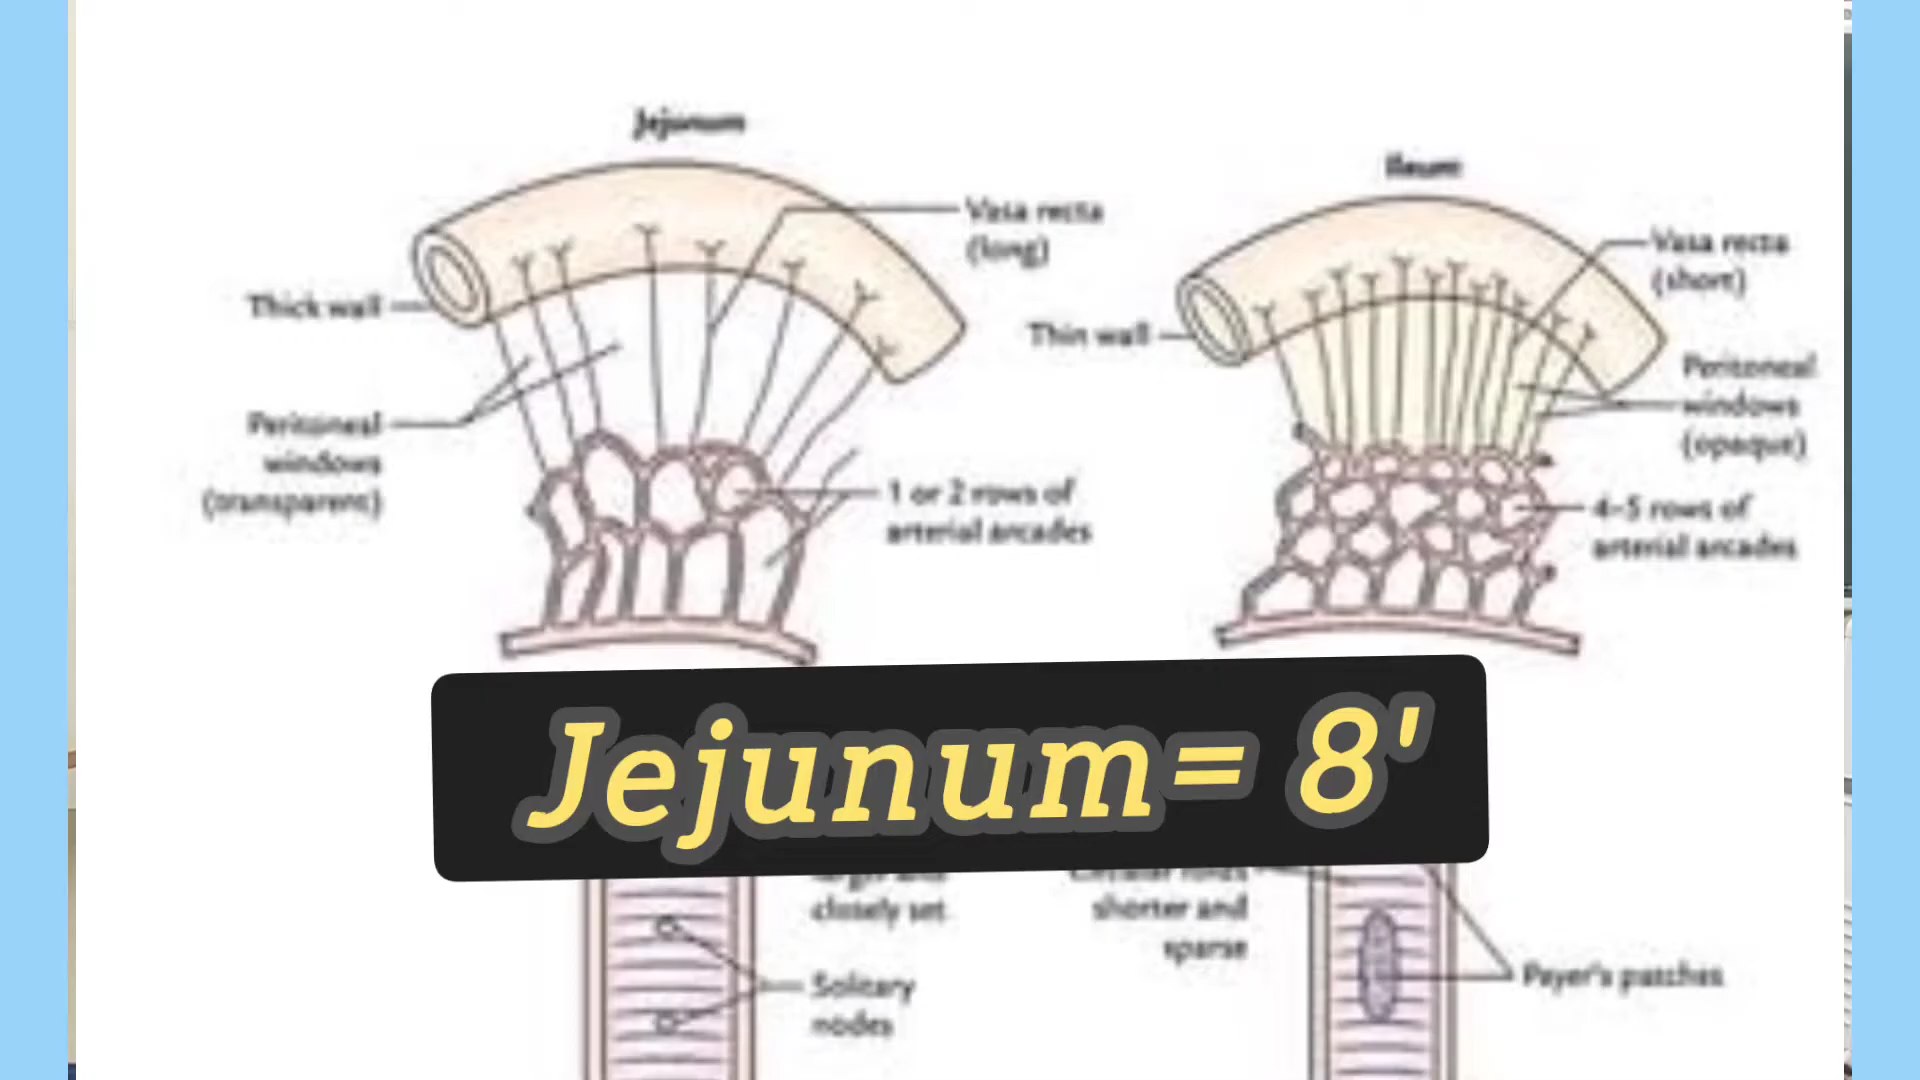 Jejunum
Ileum
Vasa recta
(long)
Vasa recta
(short)
Thick wall
Thin wall
Peritoneal
windows
(transparent)
Peritoneal
windows
(opaque)
1 or 2 rows of
arterial arcades
4-5 rows of
arterial arcades
Jejunum= 8'
closely set
shorter and
sparse
Solitary
nodes
Payer's patches